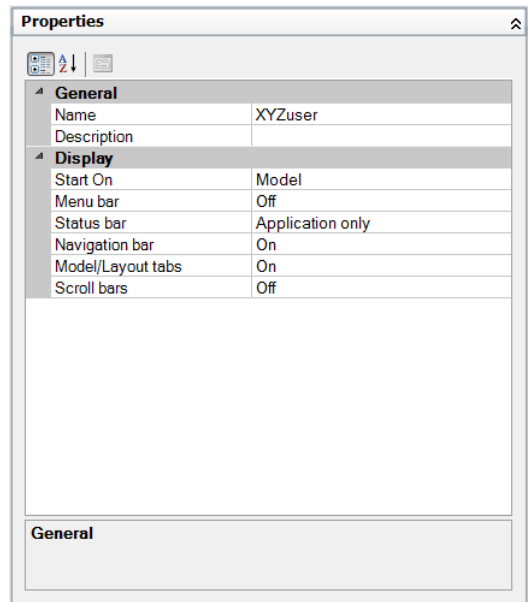 Properties
General
Name XYZuser
Description
Display
Start On Model
Menu bar Off
Status bar Application only
Navigation bar On
Model/Layout tabs On
Scroll bars Off
General